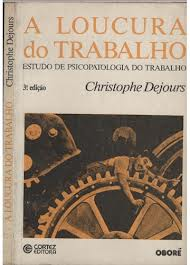 Christophe Dejours
A LOUCURA DO TRABALHO
A LOUCURA
do TRABALHO
ESTUDO DE PSICOPATOLOGIA DO TRABALHO
3ª edição
Christophe Dejours
CORTEZ
EDITORA
OBORÉ